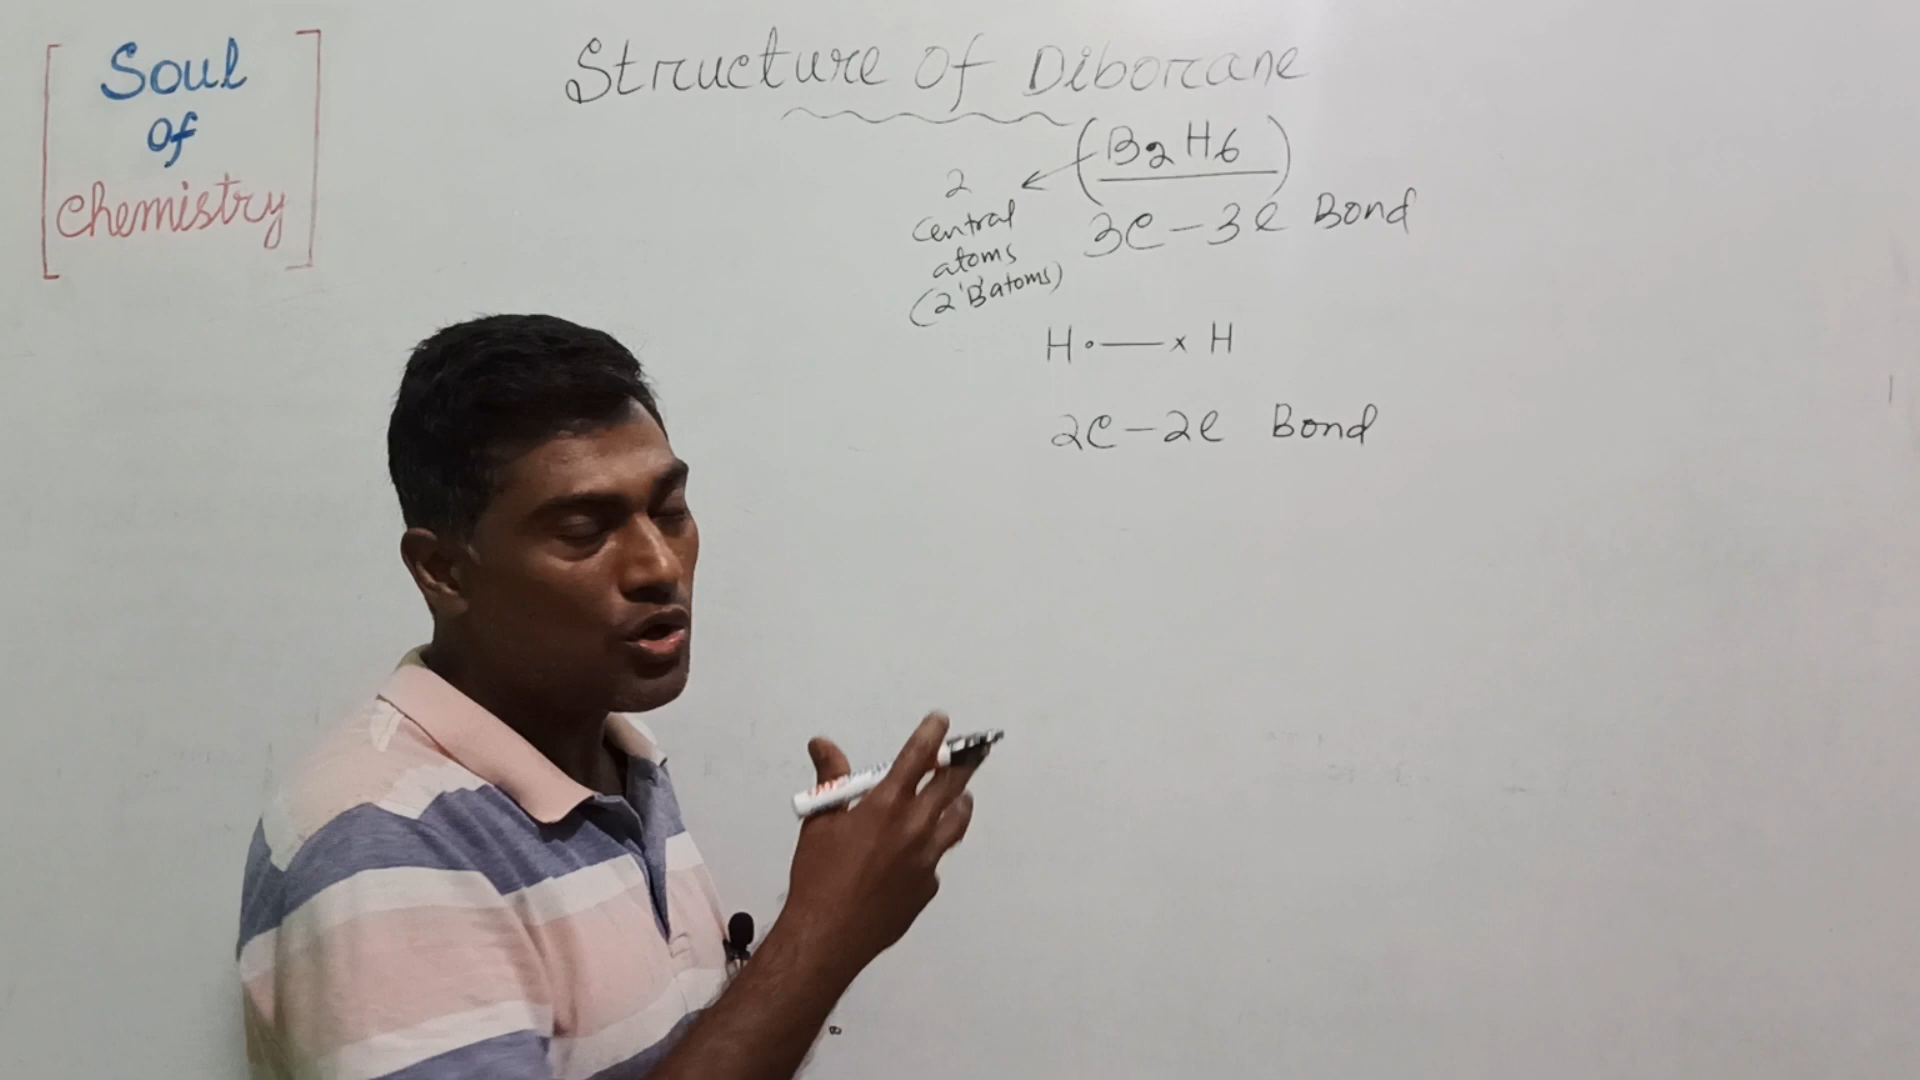 Soul
Of
Chemistry
Structure Of Diborane
(B2H6)
2
Central
atoms
(2 'B' atoms)
3C-3e Bond
H•—x H
2C-2e Bond